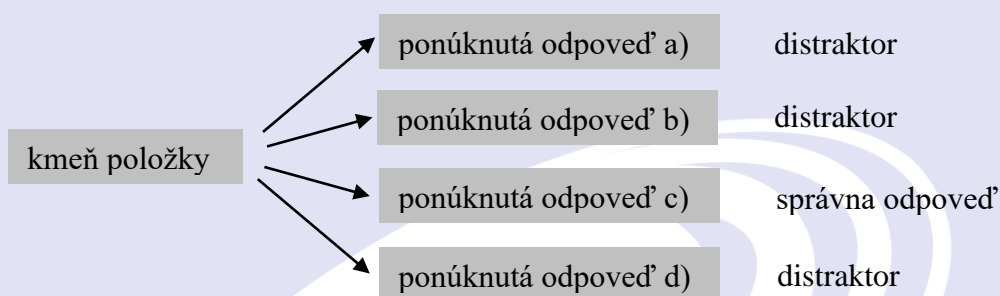 ponúknutá odpoveď a) distraktor
ponúknutá odpoveď b) distraktor
kmeň položky
ponúknutá odpoveď c) správna odpoveď
ponúknutá odpoveď d) distraktor